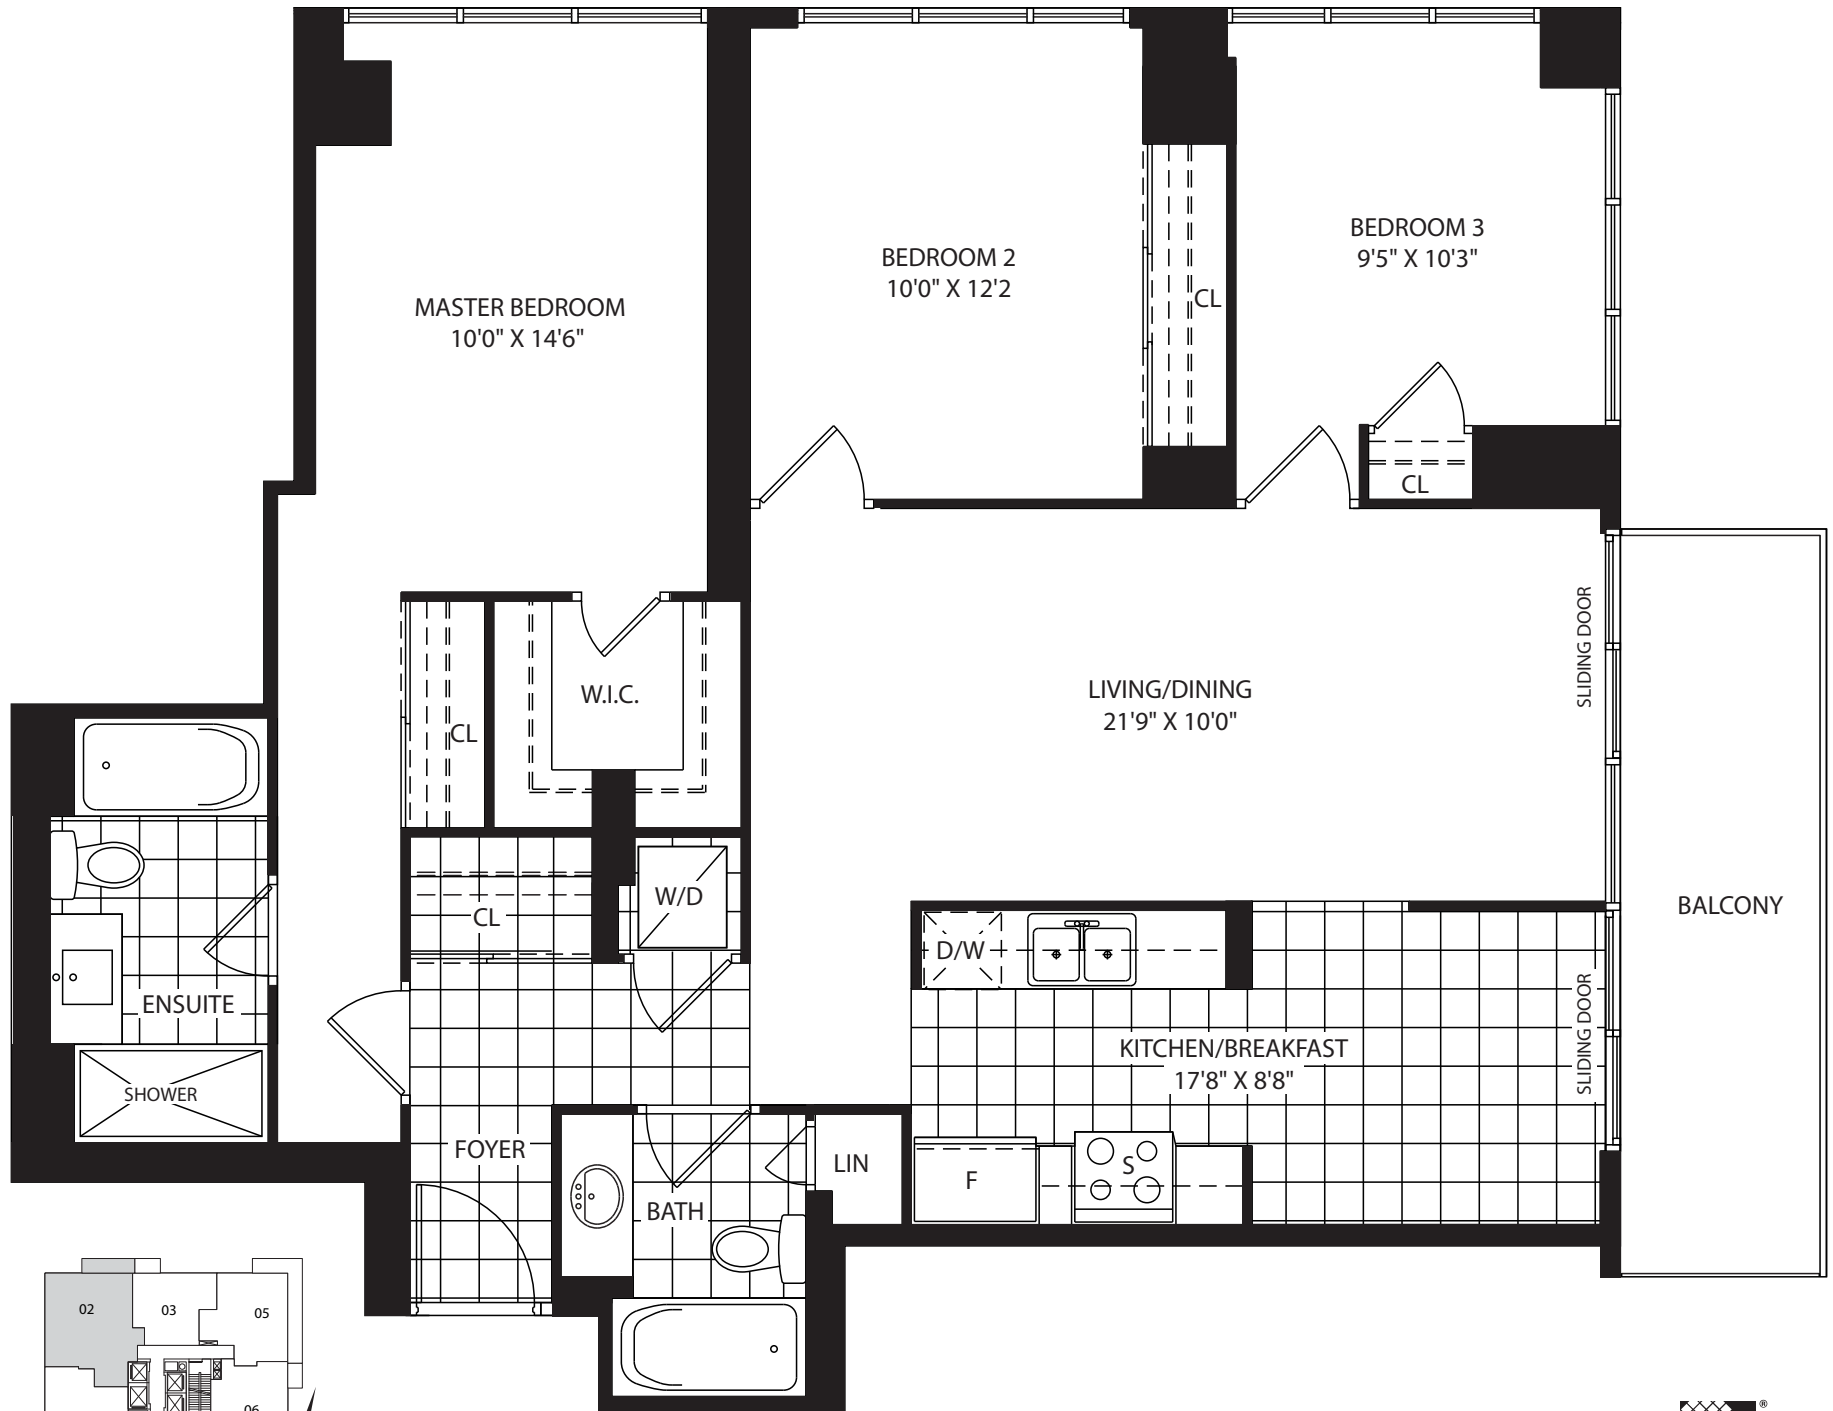 BEDROOM 3
9'5" X 10'3"
BEDROOM 2
10'0" X 12'2
CL
MASTER BEDROOM
10'0" X 14'6"
CL
SLIDING DOOR
W.I.C.
LIVING/DINING
21'9" X 10'0"
CL
W/D
CL
BALCONY
D/W
ENSUITE
SLIDING DOOR
KITCHEN/BREAKFAST
17'8" X 8'8"
SHOWER
FOYER
LIN
S
F
BATH
02
03
05
06
®